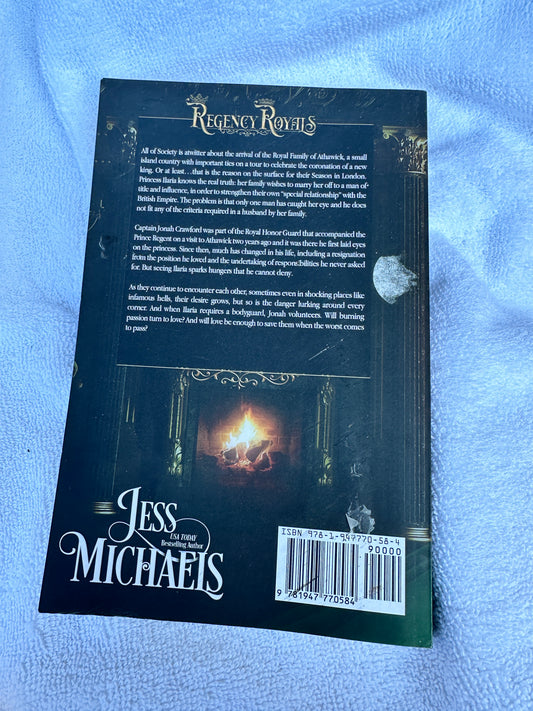 REGENCY ROYALS
All of Society is atwitter about the arrival of the Royal Family of Athawick, a small
island country with important ties on a tour to celebrate the coronation of a new
king. Or at least...that is the reason on the surface for their Season in London.
Princess Ilaria knows the real truth: her family wishes to marry her off to a man of
title and influence, in order to strengthen their own "special relationship" with the
British Empire. The problem is that only one man has caught her eye and he does
not fit any of the criteria required in a husband by her family.
Captain Jonah Crawford was part of the Royal Honor Guard that accompanied the
Prince Regent on a visit to Athawick two years ago and it was there he first laid eyes
on the princess. Since then, much has changed in his life, including a resignation
from the position he loved and the undertaking of responsibilities he never asked
for. But seeing Ilaria sparks hungers that he cannot deny.
As they continue to encounter each other, sometimes even in shocking places like
infamous hells, their desire grows, but so is the danger lurking around every
corner. And when Ilaria requires a bodyguard, Jonah volunteers. Will burning
passion turn to love? And will love be enough to save them when the worst comes
to pass?
JESS
USA TODAY
Bestselling Author
MICHAELS
ISBN 978-1-947770-58-4
90000
9 781947 770584